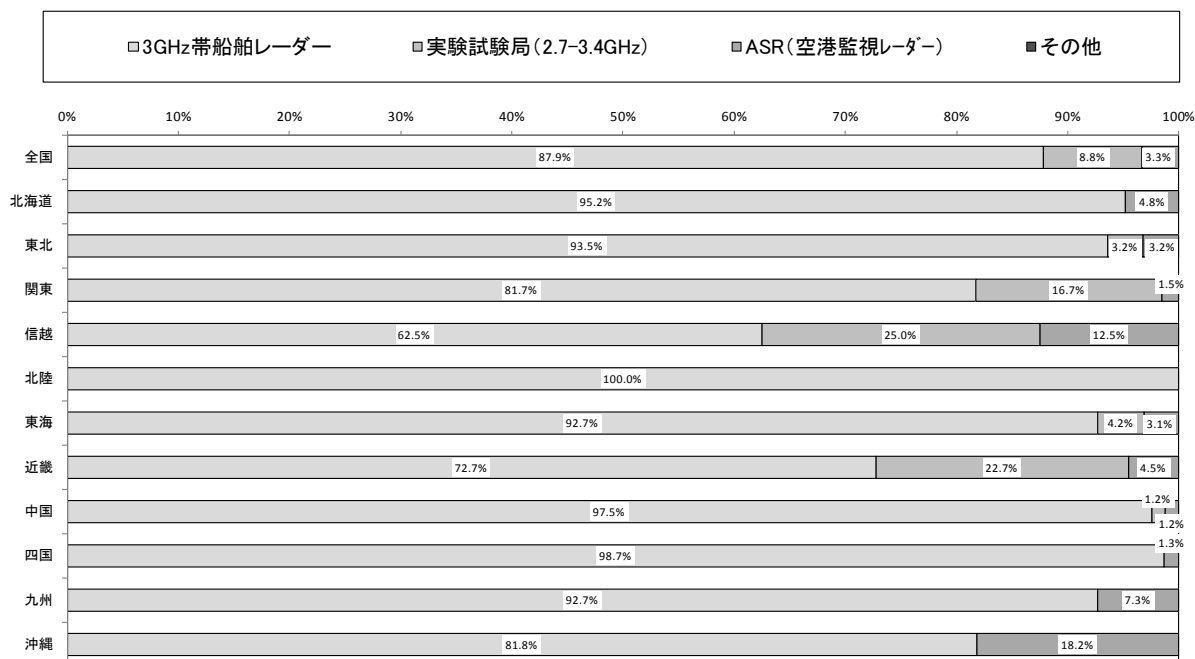 3GHz帯船舶レーダー 実験試験局(2.7-3.4GHz) ASR(空港監視レーダー) その他
0% 10% 20% 30% 40% 50% 60% 70% 80% 90% 100%
全国 87.9% 8.8% 3.3%
北海道 95.2% 4.8%
東北 93.5% 3.2% 3.2%
関東 81.7% 16.7% 1.5%
信越 62.5% 25.0% 12.5%
北陸 100.0%
東海 92.7% 4.2% 3.1%
近畿 72.7% 22.7% 4.5%
中国 97.5% 1.2% 1.2%
四国 98.7% 1.3%
九州 92.7% 7.3%
沖縄 81.8% 18.2%